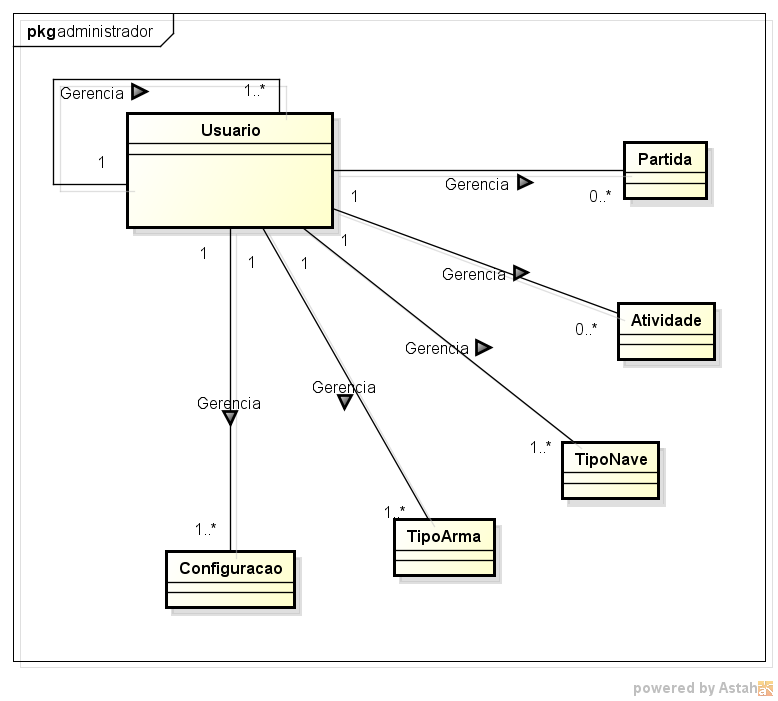 pkg administrador
Gerencia
1..*
Usuario
1
Partida
Gerencia
1
0..*
1
Gerencia
Atividade
0..*
1
1
1
Gerencia
Gerencia
Gerencia
1..*
TipoNave
1..*
TipoArma
1..*
Configuracao
powered by Astah